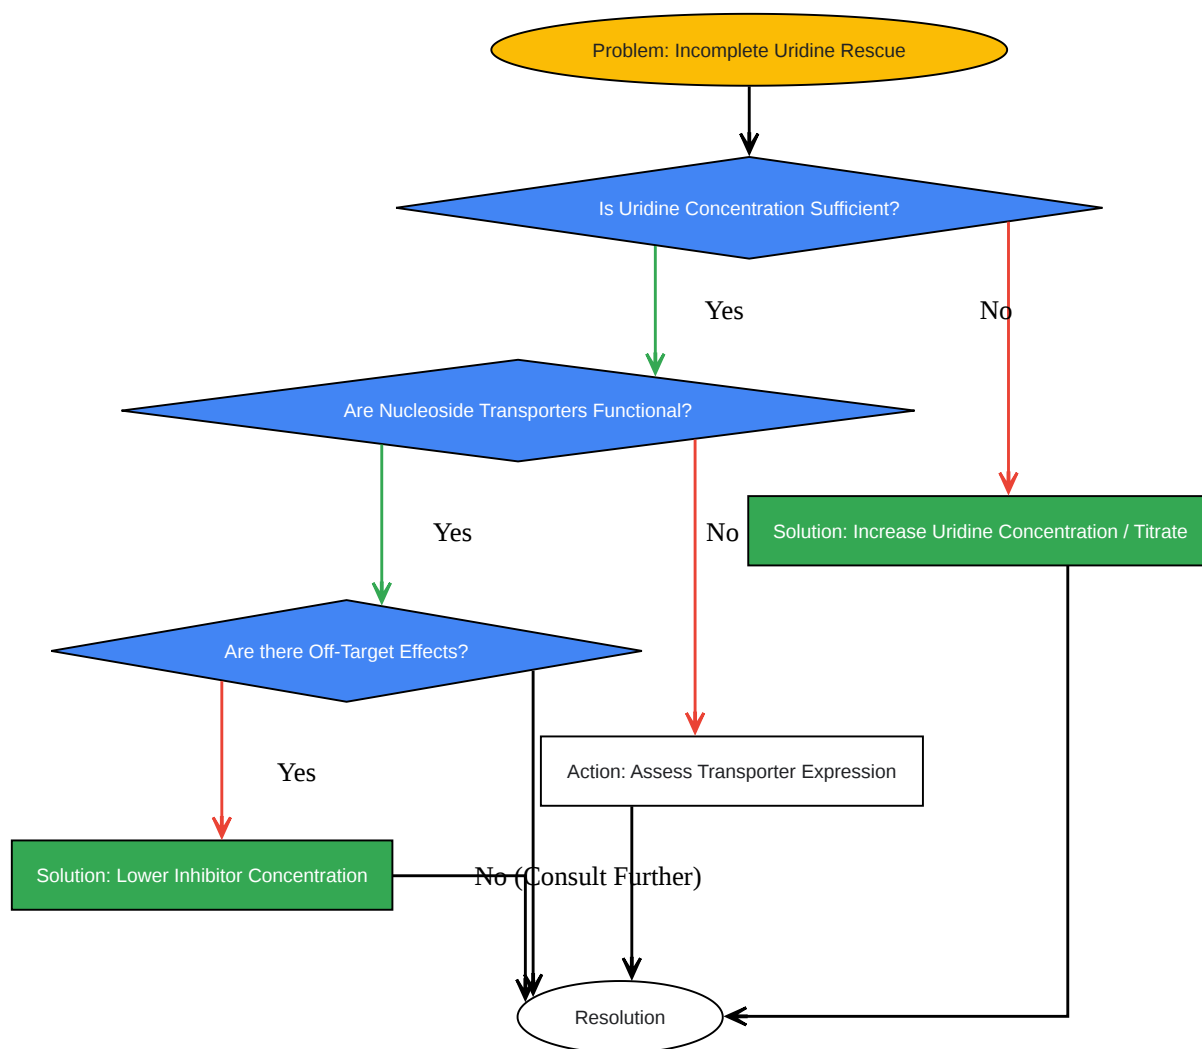 Problem: Incomplete Uridine Rescue
Is Uridine Concentration Sufficient?
Yes
No
Are Nucleoside Transporters Functional?
Yes
No
Solution: Increase Uridine Concentration / Titrate
Are there Off-Target Effects?
Yes
Action: Assess Transporter Expression
Solution: Lower Inhibitor Concentration
No (Consult Further)
Resolution